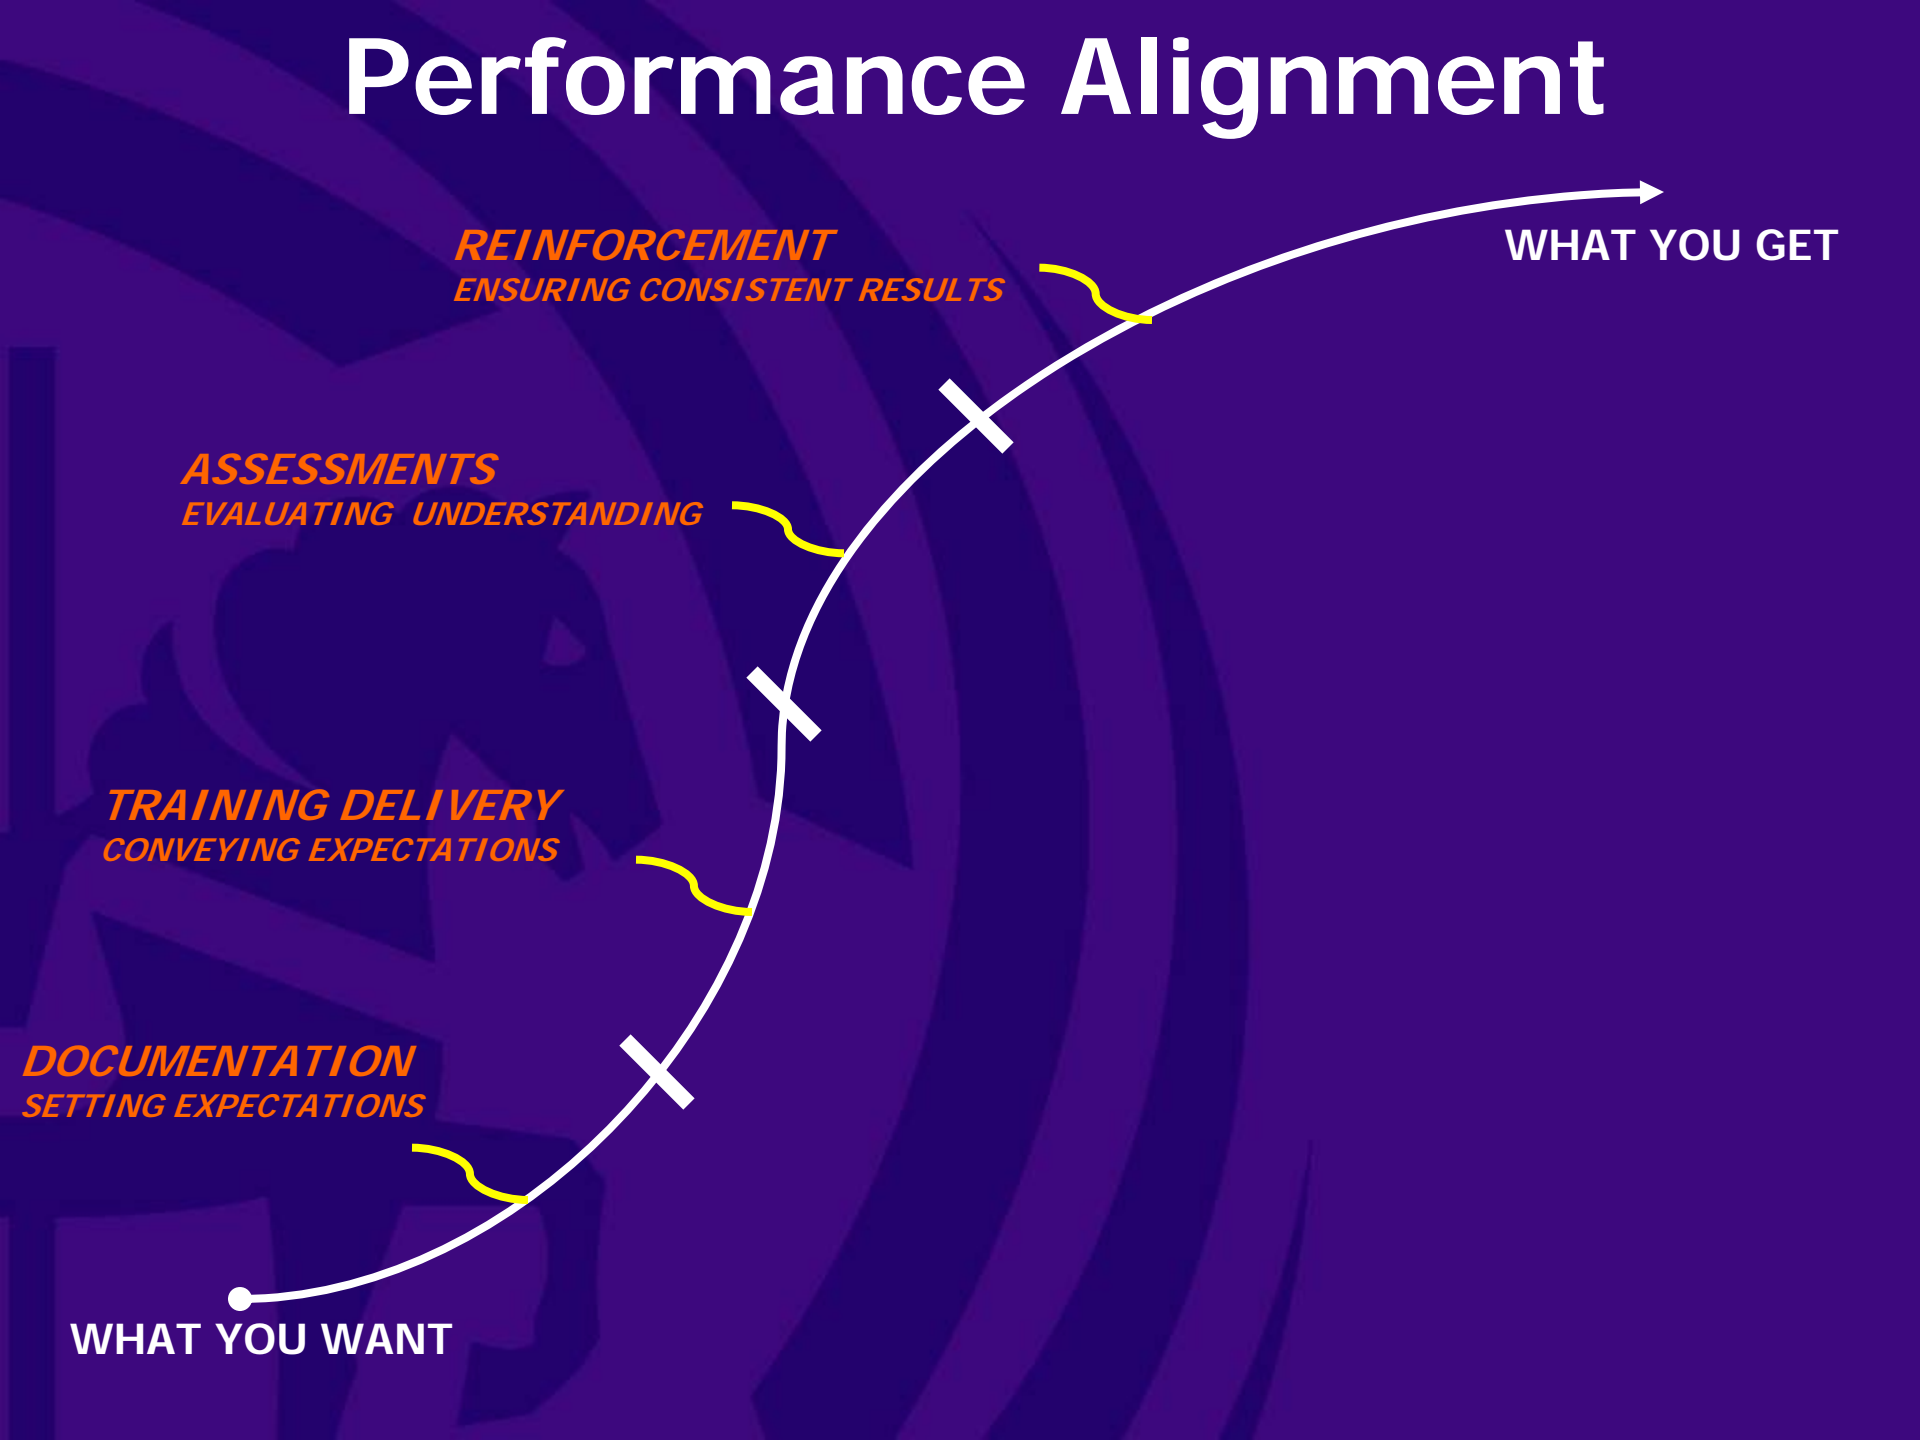 Performance Alignment
WHAT YOU GET
REINFORCEMENT
ENSURING CONSISTENT RESULTS
ASSESSMENTS
EVALUATING UNDERSTANDING
TRAINING DELIVERY
CONVEYING EXPECTATIONS
DOCUMENTATION
SETTING EXPECTATIONS
WHAT YOU WANT